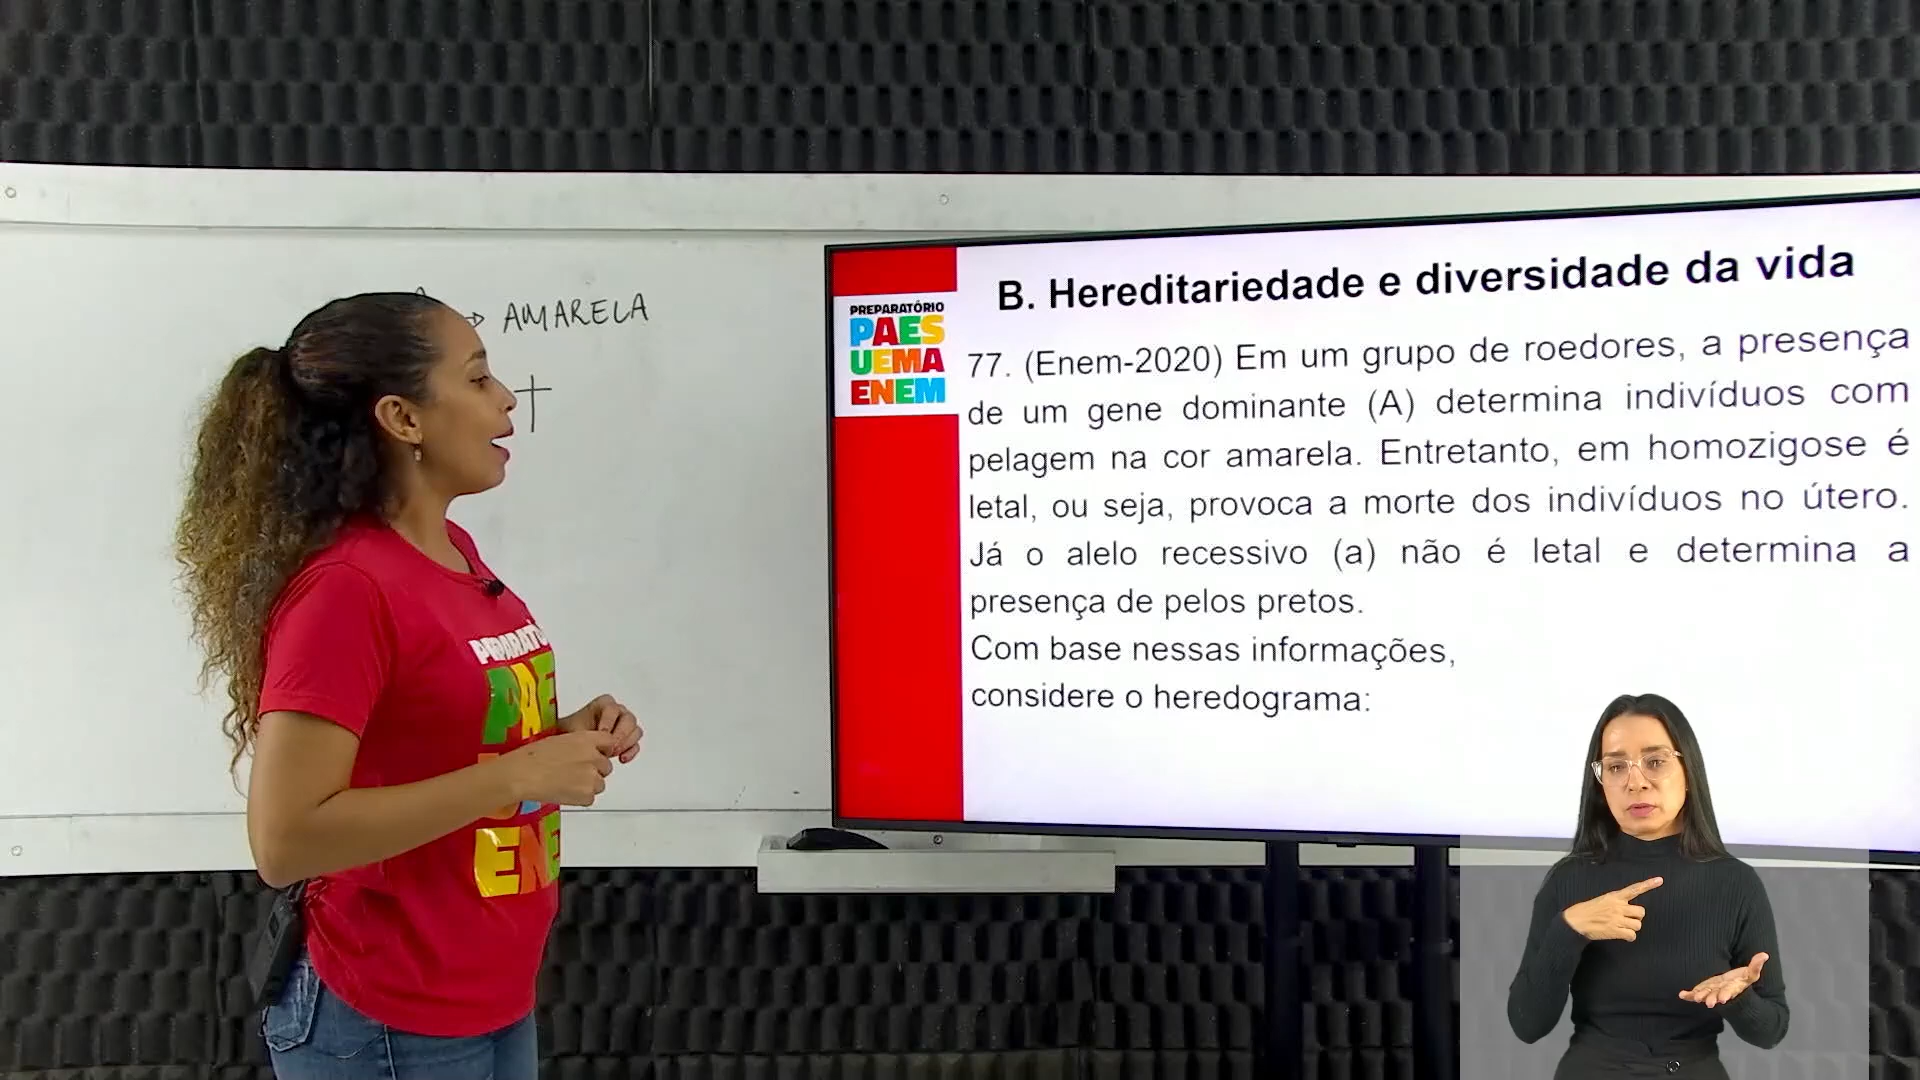 AMARELA
B. Hereditariedade e diversidade da vida
PREPARATÓRIO
PAES
UEMA
ENEM
77. (Enem-2020) Em um grupo de roedores, a presença
de um gene dominante (A) determina indivíduos com
pelagem na cor amarela. Entretanto, em homozigose é
letal, ou seja, provoca a morte dos indivíduos no útero.
Já o alelo recessivo (a) não é letal e determina a
presença de pelos pretos.
Com base nessas informações,
considere o heredograma: